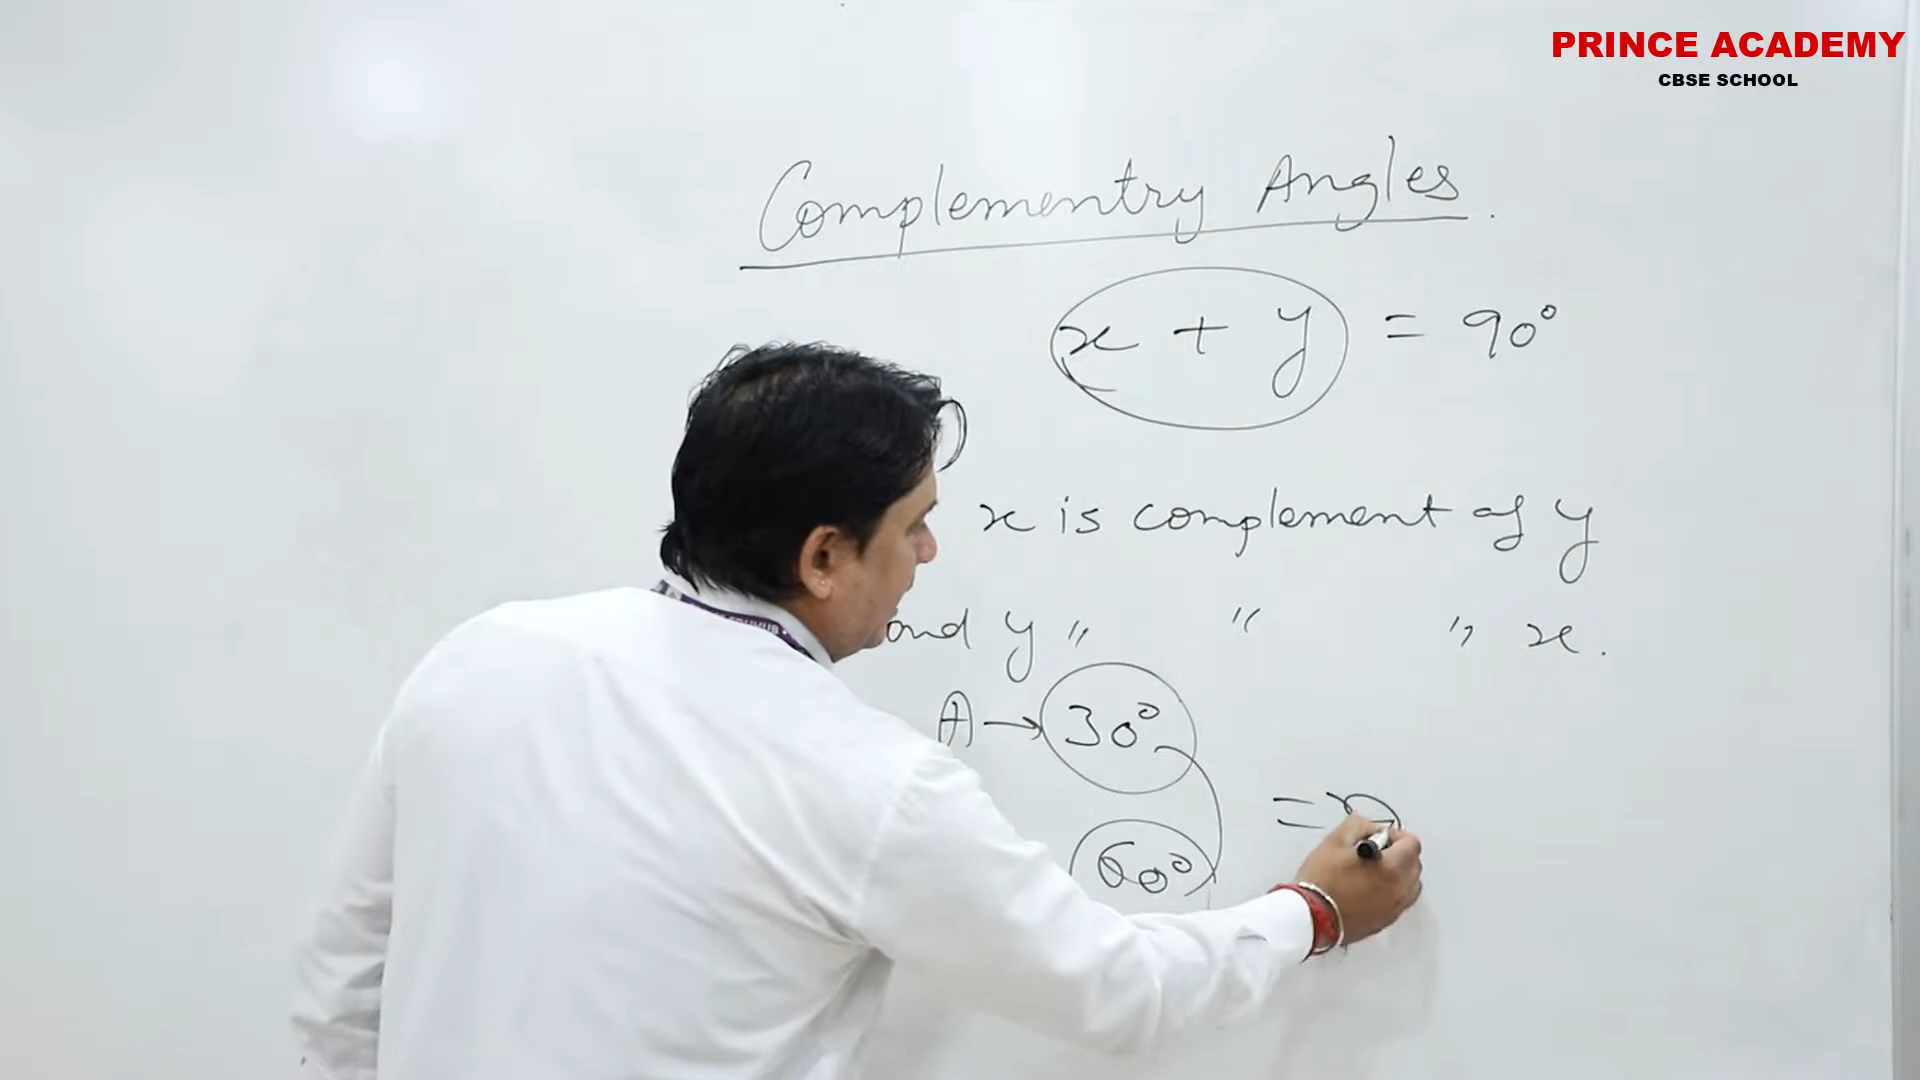 PRINCE ACADEMY
CBSE SCHOOL
Complementry Angles.
x + y = 90°
x is complement of y
and y " " " x.
A → 30°
=
60°